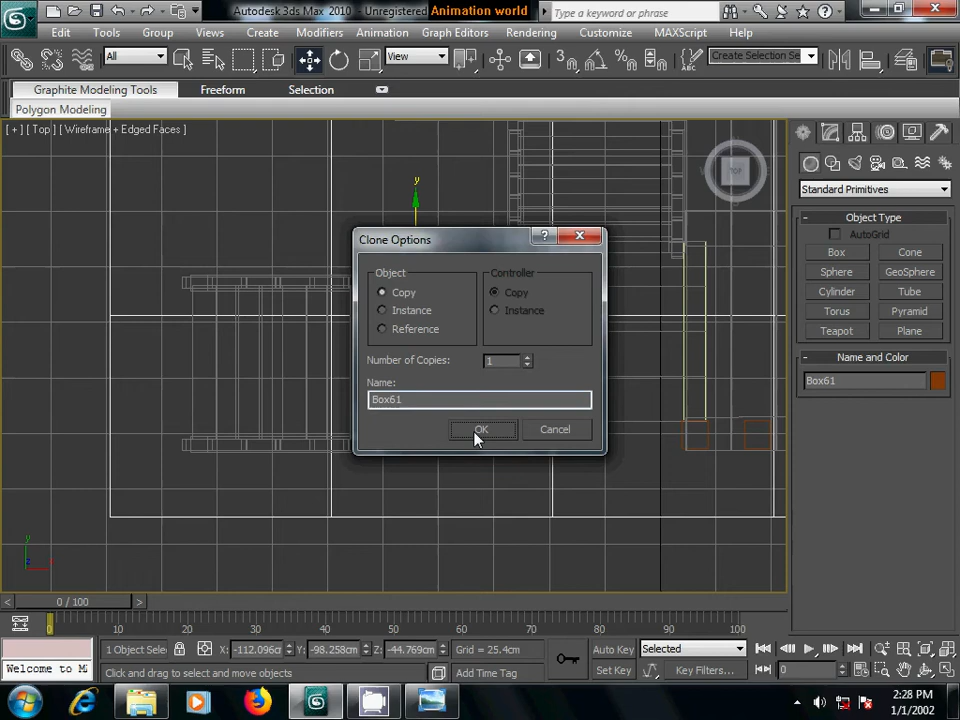 Autodesk 3ds Max 2010 - Unregistered
Animation world
Type a keyword or phrase
Edit Tools Group Views Create Modifiers Animation Graph Editors Rendering Customize MAXScript Help
All View Create Selection Se
Graphite Modeling Tools Freeform Selection
Polygon Modeling
[ + ] [ Top ] [ Wireframe + Edged Faces ]
TOP
y
Standard Primitives
Clone Options
Object Type
AutoGrid
Box Cone
Sphere GeoSphere
Cylinder Tube
Torus Pyramid
Teapot Plane
Object Controller
Copy Copy
Instance Instance
Reference
Number of Copies: 1
Name:
Box61
OK Cancel
Name and Color
Box61
0 / 100
0 10 20 30 40 50 60 70 80 90 100
1 Object Selec X: -112.096cm Y: -98.258cm Z: -44.769cm Grid = 25.4cm Auto Key Selected
Welcome to M Click and drag to select and move objects Add Time Tag Set Key Key Filters... 0
2:28 PM
1/1/2002